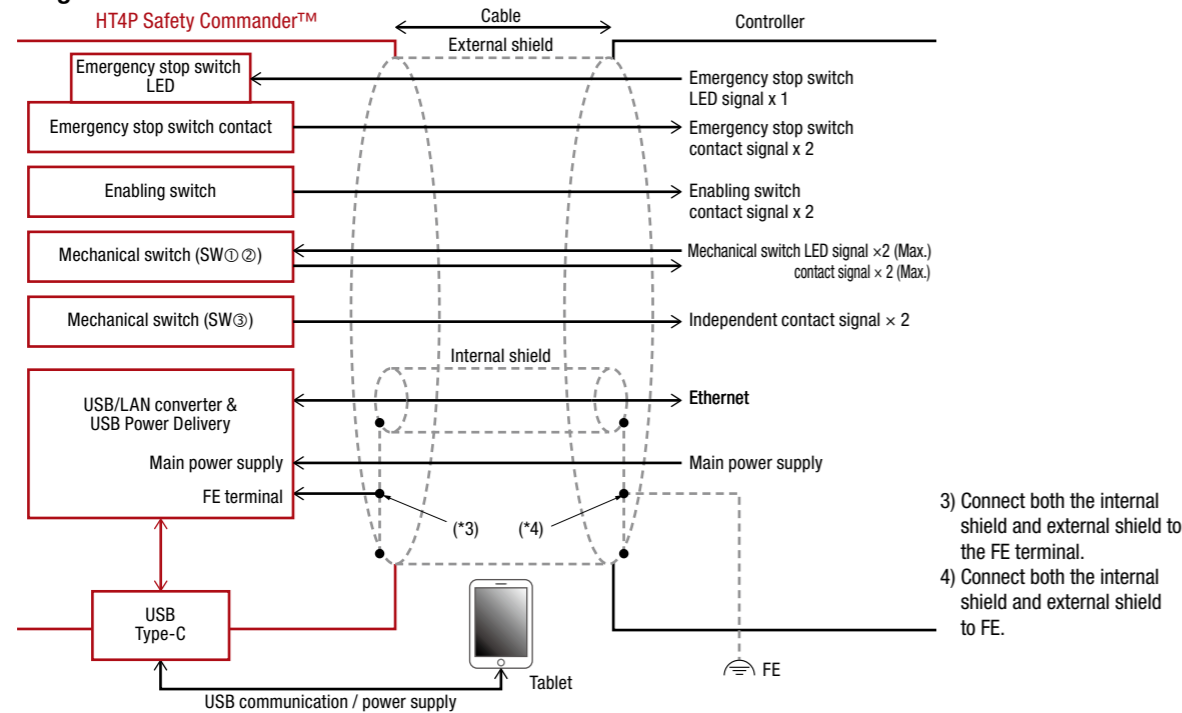 HT4P Safety Commander™
Cable
Controller
External shield
Emergency stop switch
LED
Emergency stop switch
LED signal x 1
Emergency stop switch contact
Emergency stop switch
contact signal x 2
Enabling switch
Enabling switch
contact signal x 2
Mechanical switch (SW①②)
Mechanical switch LED signal ×2 (Max.)
contact signal × 2 (Max.)
Mechanical switch (SW③)
Independent contact signal × 2
Internal shield
USB/LAN converter &
USB Power Delivery
Ethernet
Main power supply
Main power supply
FE terminal
(*3)
(*4)
3) Connect both the internal
shield and external shield to
the FE terminal.
4) Connect both the internal
shield and external shield
to FE.
USB
Type-C
Tablet
FE
USB communication / power supply